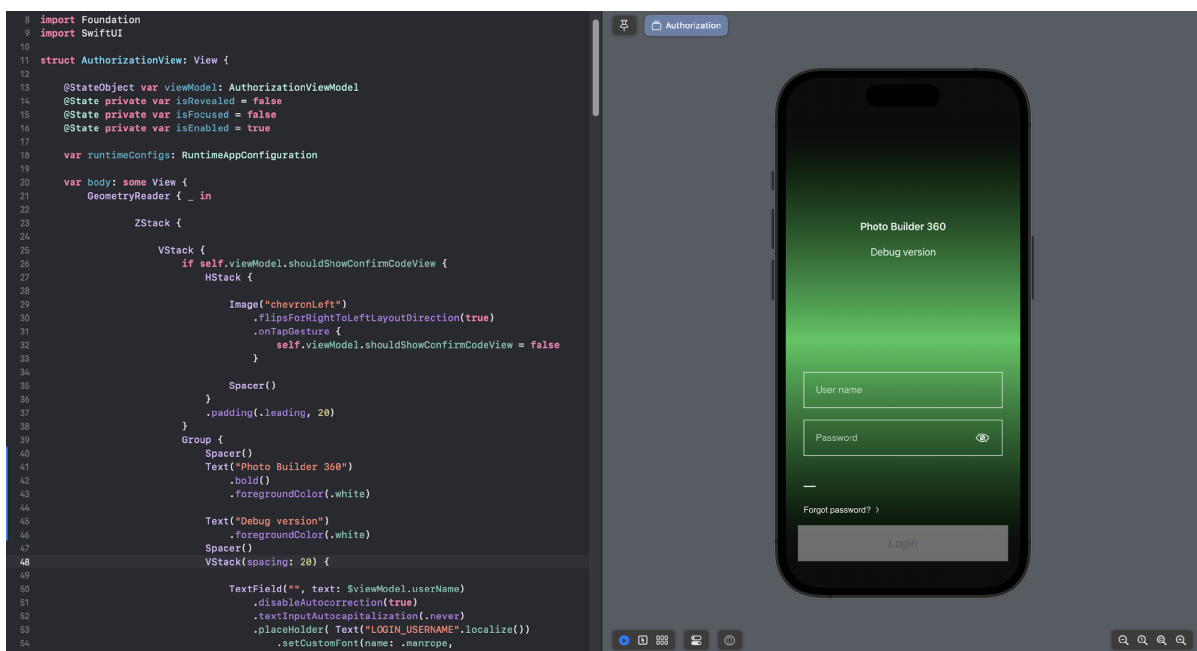 8 import Foundation
9 import SwiftUI
10
11 struct AuthorizationView: View {
12
13 @StateObject var viewModel: AuthorizationViewModel
14 @State private var isRevealed = false
15 @State private var isFocused = false
16 @State private var isEnabled = true
17
18 var runtimeConfigs: RuntimeAppConfiguration
19
20 var body: some View {
21 GeometryReader { _ in
22
23 ZStack {
24
25 VStack {
26 if self.viewModel.shouldShowConfirmCodeView {
27 HStack {
28
29 Image("chevronLeft")
30 .flipsForRightToLeftLayoutDirection(true)
31 .onTapGesture {
32 self.viewModel.shouldShowConfirmCodeView = false
33 }
34
35 Spacer()
36 }
37 .padding(.leading, 20)
38 }
39 Group {
40 Spacer()
41 Text("Photo Builder 360")
42 .bold()
43 .foregroundColor(.white)
44
45 Text("Debug version")
46 .foregroundColor(.white)
47 Spacer()
48 VStack(spacing: 20) {
49
50 TextField("", text: $viewModel.userName)
51 .disableAutocorrection(true)
52 .textInputAutocapitalization(.never)
53 .placeHolder( Text("LOGIN_USERNAME".localize())
54 .setCustomFont(name: .manrope,
Authorization
Photo Builder 360
Debug version
User name
Password
Forgot password?
Login